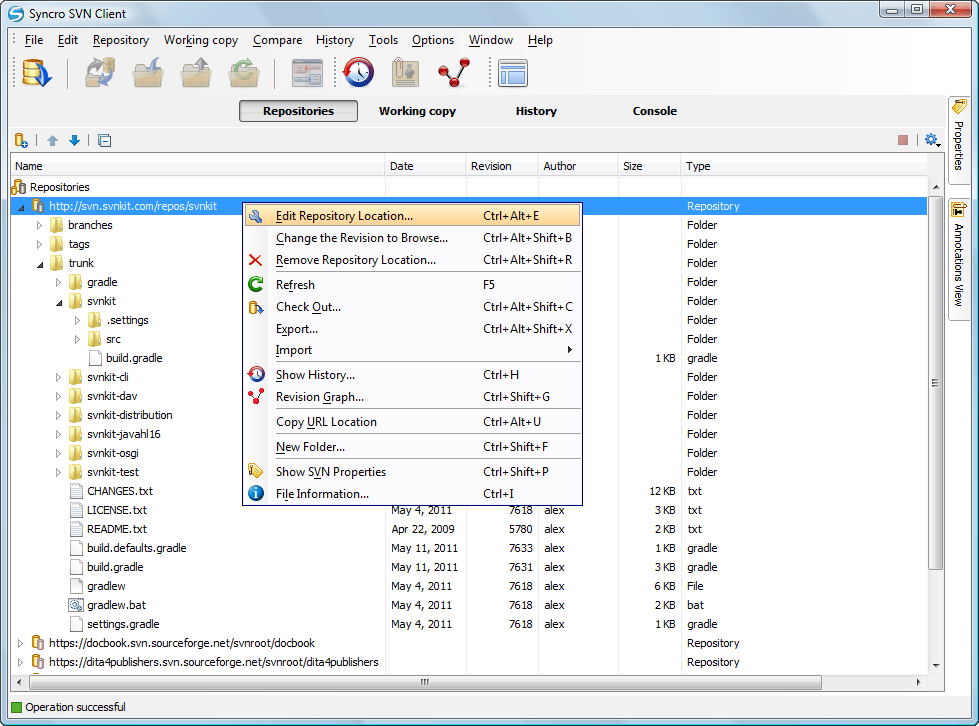 Syncro SVN Client
File Edit Repository Working copy Compare History Tools Options Window Help
Repositories Working copy History Console
Name Date Revision Author Size Type
Repositories
http://svn.svnkit.com/repos/svnkit Repository
branches Folder
tags Folder
trunk Folder
gradle Folder
svnkit Folder
.settings Folder
src Folder
build.gradle 1 KB gradle
svnkit-cli Folder
svnkit-dav Folder
svnkit-distribution Folder
svnkit-javahl16 Folder
svnkit-osgi Folder
svnkit-test Folder
CHANGES.txt 12 KB txt
LICENSE.txt May 4, 2011 7618 alex 3 KB txt
README.txt Apr 22, 2009 5780 alex 2 KB txt
build.defaults.gradle May 11, 2011 7633 alex 1 KB gradle
build.gradle May 11, 2011 7631 alex 3 KB gradle
gradlew May 4, 2011 7618 alex 6 KB File
gradlew.bat May 4, 2011 7618 alex 2 KB bat
settings.gradle May 4, 2011 7618 alex 1 KB gradle
https://docbook.svn.sourceforge.net/svnroot/docbook Repository
https://dita4publishers.svn.sourceforge.net/svnroot/dita4publishers Repository
Edit Repository Location... Ctrl+Alt+E
Change the Revision to Browse... Ctrl+Alt+Shift+B
Remove Repository Location... Ctrl+Alt+Shift+R
Refresh F5
Check Out... Ctrl+Alt+Shift+C
Export... Ctrl+Alt+Shift+X
Import
Show History... Ctrl+H
Revision Graph... Ctrl+Shift+G
Copy URL Location Ctrl+Alt+U
New Folder... Ctrl+Shift+F
Show SVN Properties Ctrl+Shift+P
File Information... Ctrl+I
Properties
Annotations View
Operation successful